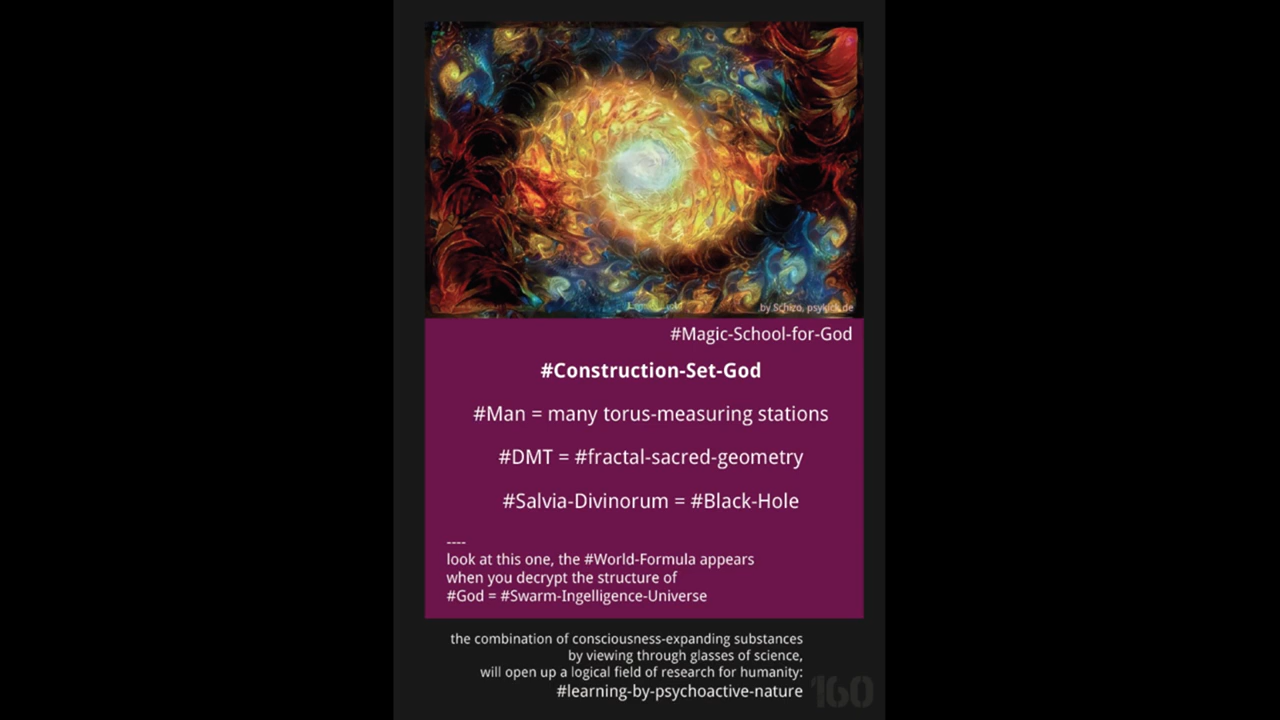 by Schizo, psykick.de
#Magic-School-for-God
#Construction-Set-God
#Man = many torus-measuring stations
#DMT = #fractal-sacred-geometry
#Salvia-Divinorum = #Black-Hole
----
look at this one, the #World-Formula appears
when you decrypt the structure of
#God = #Swarm-Ingelligence-Universe
the combination of consciousness-expanding substances
by viewing through glasses of science,
will open up a logical field of research for humanity:
#learning-by-psychoactive-nature
160